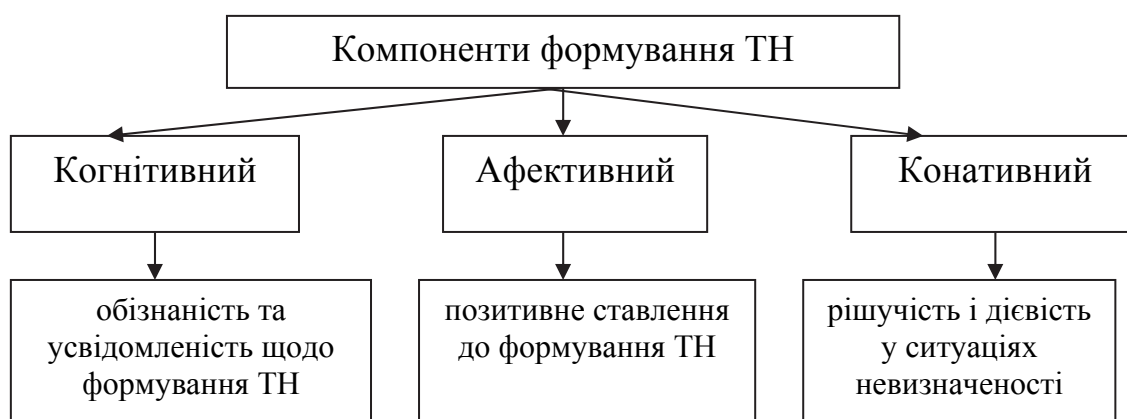 Компоненти формування ТН
Когнітивний
Афективний
Конативний
обізнаність та
усвідомленість щодо
формування ТН
позитивне ставлення
до формування ТН
рішучість і дієвість
у ситуаціях
невизначеності